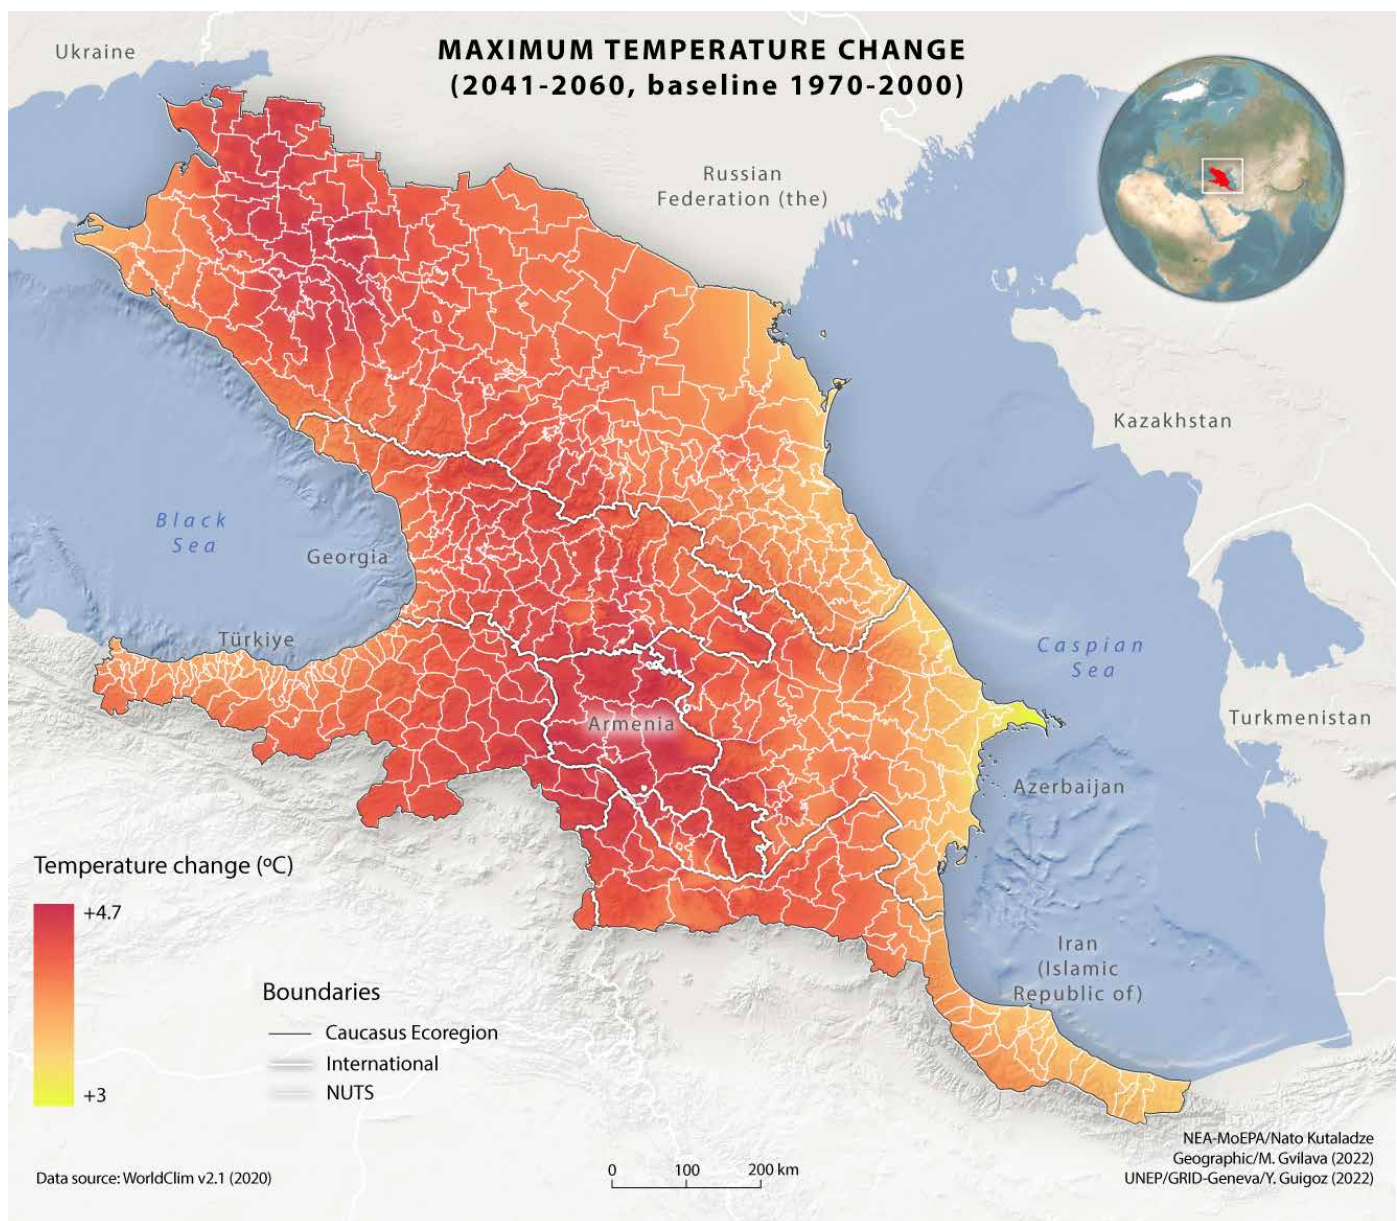 MAXIMUM TEMPERATURE CHANGE
(2041-2060, baseline 1970-2000)
Ukraine
Russian
Federation (the)
Kazakhstan
Black
Sea
Georgia
Türkiye
Caspian
Sea
Armenia
Turkmenistan
Azerbaijan
Iran
(Islamic
Republic of)
Temperature change (ºC)
+4.7
+3
Boundaries
Caucasus Ecoregion
International
NUTS
Data source: WorldClim v2.1 (2020)
0 100 200 km
NEA-MoEPA/Nato Kutaladze
Geographic/M. Gvilava (2022)
UNEP/GRID-Geneva/Y. Guigoz (2022)